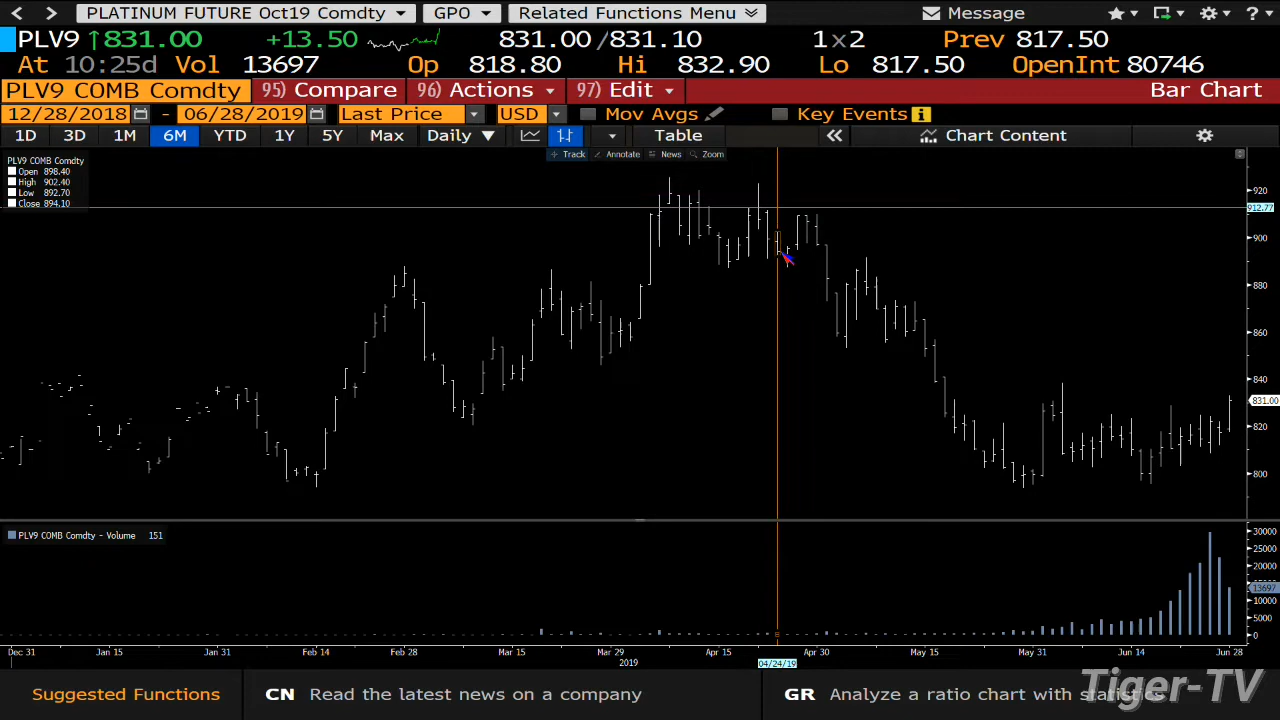 PLATINUM FUTURE Oct19 Comdty GPO Related Functions Menu Message
PLV9 ↑831.00 +13.50 831.00/831.10 1x2 Prev 817.50
At 10:25d Vol 13697 Op 818.80 Hi 832.90 Lo 817.50 OpenInt 80746
PLV9 COMB Comdty 95) Compare 96) Actions 97) Edit Bar Chart
12/28/2018 - 06/28/2019 Last Price USD Mov Avgs Key Events
1D 3D 1M 6M YTD 1Y 5Y Max Daily ▼ Table « Chart Content
Track Annotate News Zoom
PLV9 COMB Comdty
Open 898.40
High 902.40
Low 892.70
Close 894.10
920
912.77
900
880
860
840
831.00
820
800
PLV9 COMB Comdty - Volume 151
30000
25000
20000
13697
10000
5000
0
Dec 31 Jan 15 Jan 31 Feb 14 Feb 28 Mar 15 Mar 29 Apr 15 Apr 30 May 15 May 31 Jun 14 Jun 28
2019 04/24/19
Suggested Functions CN Read the latest news on a company GR Analyze a ratio chart with statistics
Tiger-TV